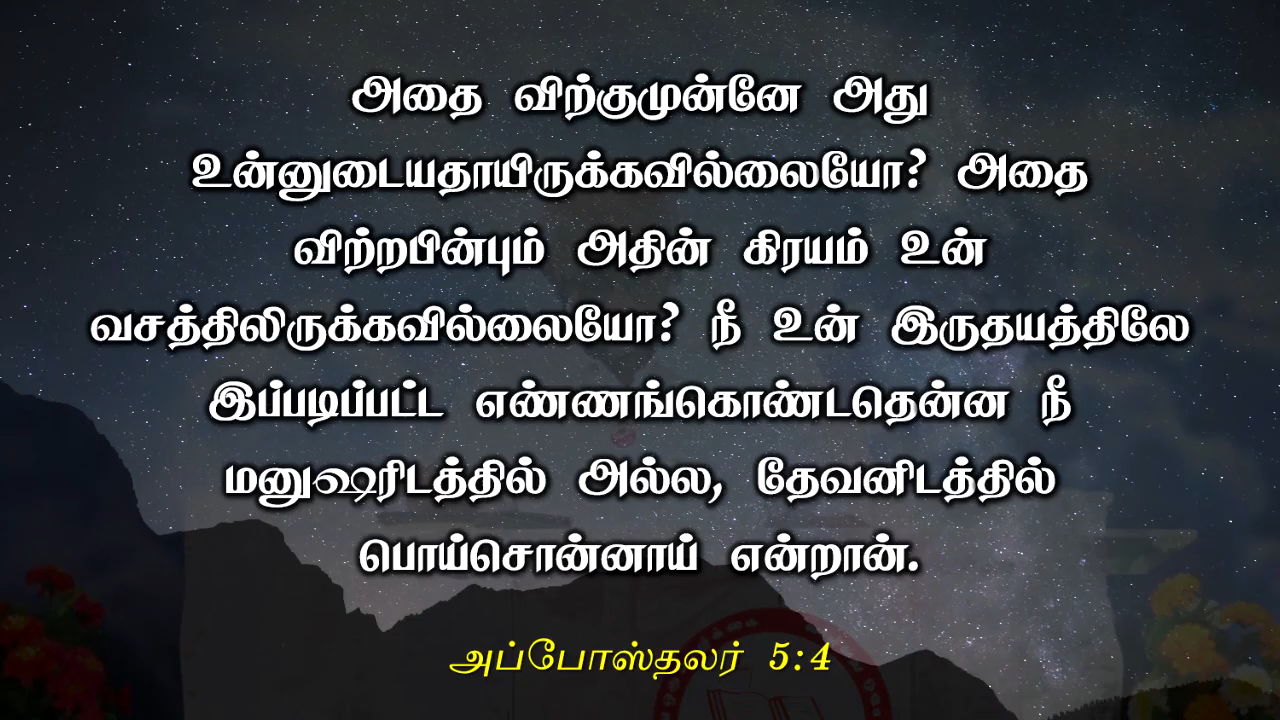 அதை விற்குமுன்னே அது
உன்னுடையதாயிருக்கவில்லையோ? அதை
விற்றபின்பும் அதின் கிரயம் உன்
வசத்திலிருக்கவில்லையோ? நீ உன் இருதயத்திலே
இப்படிப்பட்ட எண்ணங்கொண்டதென்ன நீ
மனுஷரிடத்தில் அல்ல, தேவனிடத்தில்
பொய்சொன்னாய் என்றான்.
அப்போஸ்தலர் 5:4